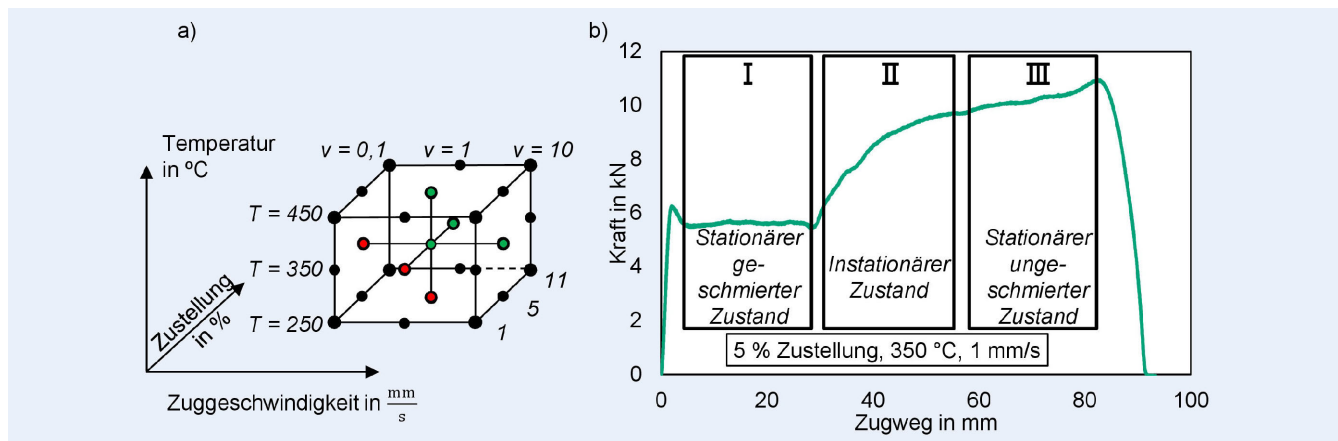 a)
Temperatur
in ºC
v = 0,1
v = 1
v = 10
T = 450
T = 350
T = 250
11
5
1
Zustellung
in %
Zuggeschwindigkeit in mm/s
b)
Kraft in kN
12
10
8
6
4
2
0
I
II
III
Stationärer
ge-
schmierter
Zustand
Instationärer
Zustand
Stationärer
unge-
schmierter
Zustand
5 % Zustellung, 350 °C, 1 mm/s
0
20
40
60
80
100
Zugweg in mm